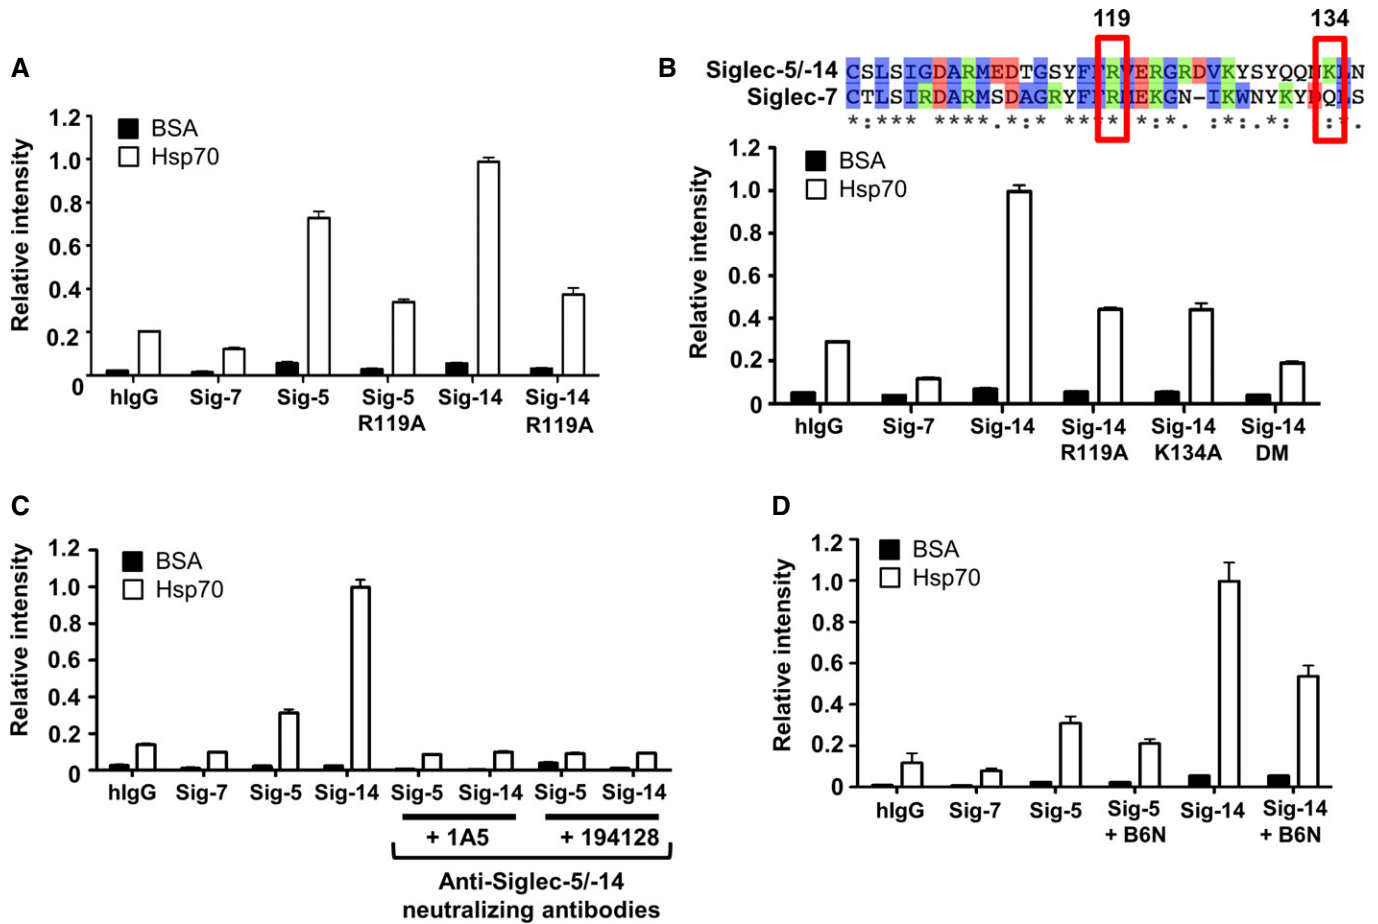 A
1.2
1.0
0.8
0.6
0.4
0.2
0
Relative intensity
BSA
Hsp70
hIgG Sig-7 Sig-5 Sig-5 Sig-14 Sig-14
R119A R119A
B
119 134
Siglec-5/-14 CSLSIGDARMEDTGSYFFRVERGRDVKYSYQQNKLN
Siglec-7 CTLSIRDARMSDAGRYFFRMEKGN-IKWNYKYDQLS
*:*** ****.*:* ***** *:*. :*:.*: :*.
1.2
1.0
0.8
0.6
0.4
0.2
0
Relative intensity
BSA
Hsp70
hIgG Sig-7 Sig-14 Sig-14 Sig-14 Sig-14
R119A K134A DM
C
1.2
1.0
0.8
0.6
0.4
0.2
0
Relative intensity
BSA
Hsp70
hIgG Sig-7 Sig-5 Sig-14 Sig-5 Sig-14 Sig-5 Sig-14
+ 1A5 + 194128
Anti-Siglec-5/-14
neutralizing antibodies
D
1.2
1.0
0.8
0.6
0.4
0.2
0
Relative intensity
BSA
Hsp70
hIgG Sig-7 Sig-5 Sig-5 Sig-14 Sig-14
+ B6N + B6N